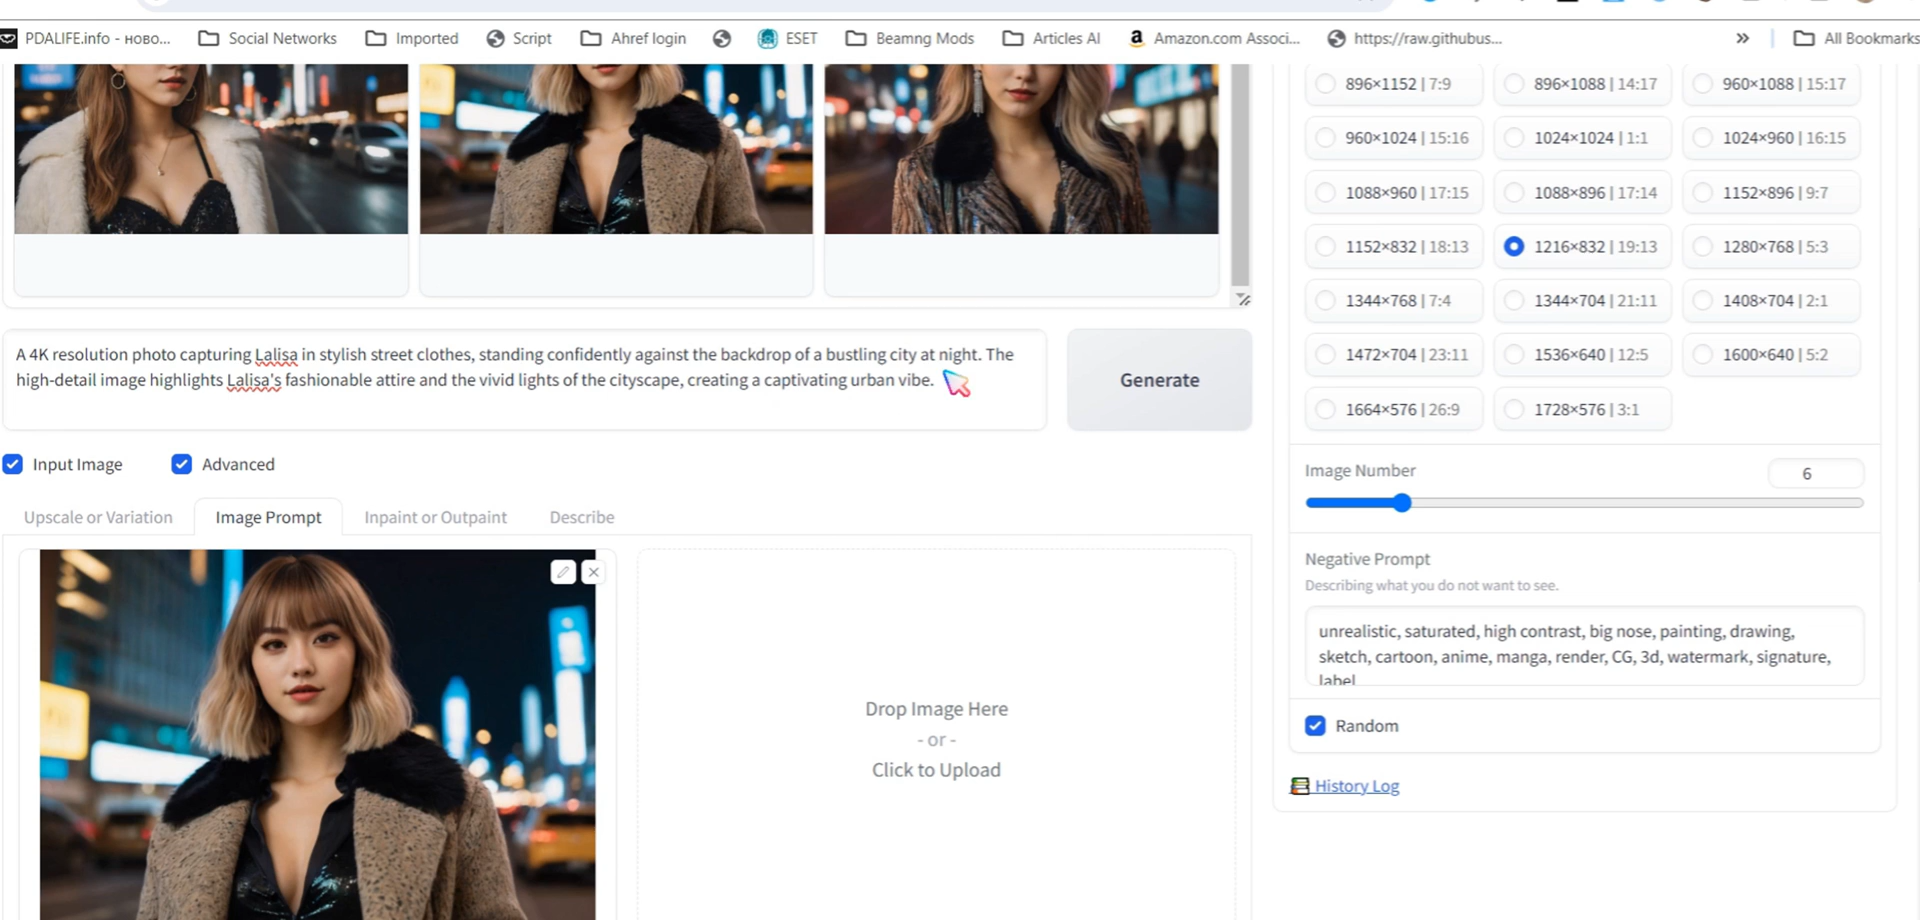 PDALIFE.info - ново...
Social Networks
Imported
Script
Ahref login
ESET
Beamng Mods
Articles AI
Amazon.com Associ...
https://raw.githubus...
»
All Bookmarks
896×1152 | 7:9
896×1088 | 14:17
960×1088 | 15:17
960×1024 | 15:16
1024×1024 | 1:1
1024×960 | 16:15
1088×960 | 17:15
1088×896 | 17:14
1152×896 | 9:7
1152×832 | 18:13
1216×832 | 19:13
1280×768 | 5:3
1344×768 | 7:4
1344×704 | 21:11
1408×704 | 2:1
1472×704 | 23:11
1536×640 | 12:5
1600×640 | 5:2
1664×576 | 26:9
1728×576 | 3:1
A 4K resolution photo capturing Lalisa in stylish street clothes, standing confidently against the backdrop of a bustling city at night. The
high-detail image highlights Lalisa's fashionable attire and the vivid lights of the cityscape, creating a captivating urban vibe.
Generate
Input Image
Advanced
Upscale or Variation
Image Prompt
Inpaint or Outpaint
Describe
Drop Image Here
- or -
Click to Upload
Image Number
6
Negative Prompt
Describing what you do not want to see.
unrealistic, saturated, high contrast, big nose, painting, drawing,
sketch, cartoon, anime, manga, render, CG, 3d, watermark, signature,
label
Random
History Log